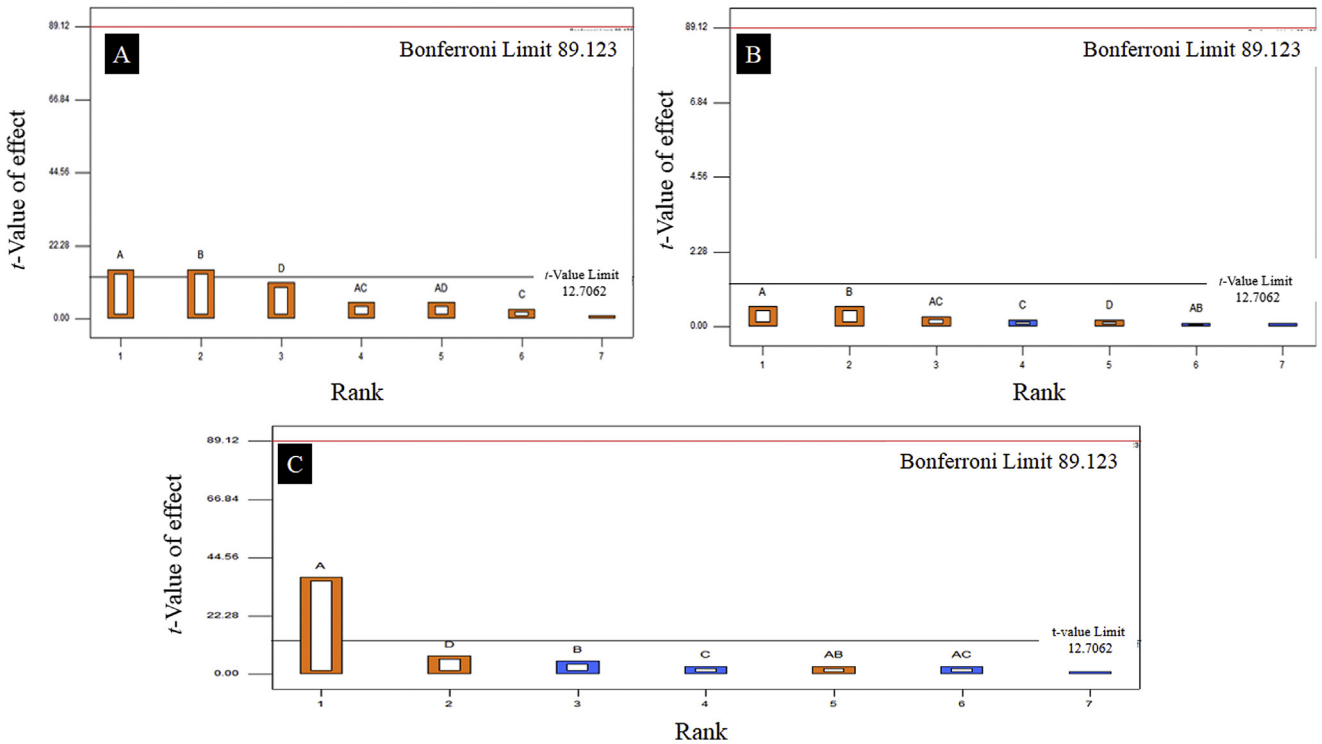 A
Bonferroni Limit 89.123
t-Value of effect
89.12
66.84
44.56
22.28
0.00
A
B
D
AC
AD
C
t-Value Limit
12.7062
1
2
3
4
5
6
7
Rank
B
Bonferroni Limit 89.123
t-Value of effect
89.12
6.84
4.56
2.28
0.00
A
B
AC
C
D
AB
t-Value Limit
12.7062
1
2
3
4
5
6
7
Rank
C
Bonferroni Limit 89.123
t-Value of effect
89.12
66.84
44.56
22.28
0.00
A
D
B
C
AB
AC
t-value Limit
12.7062
1
2
3
4
5
6
7
Rank